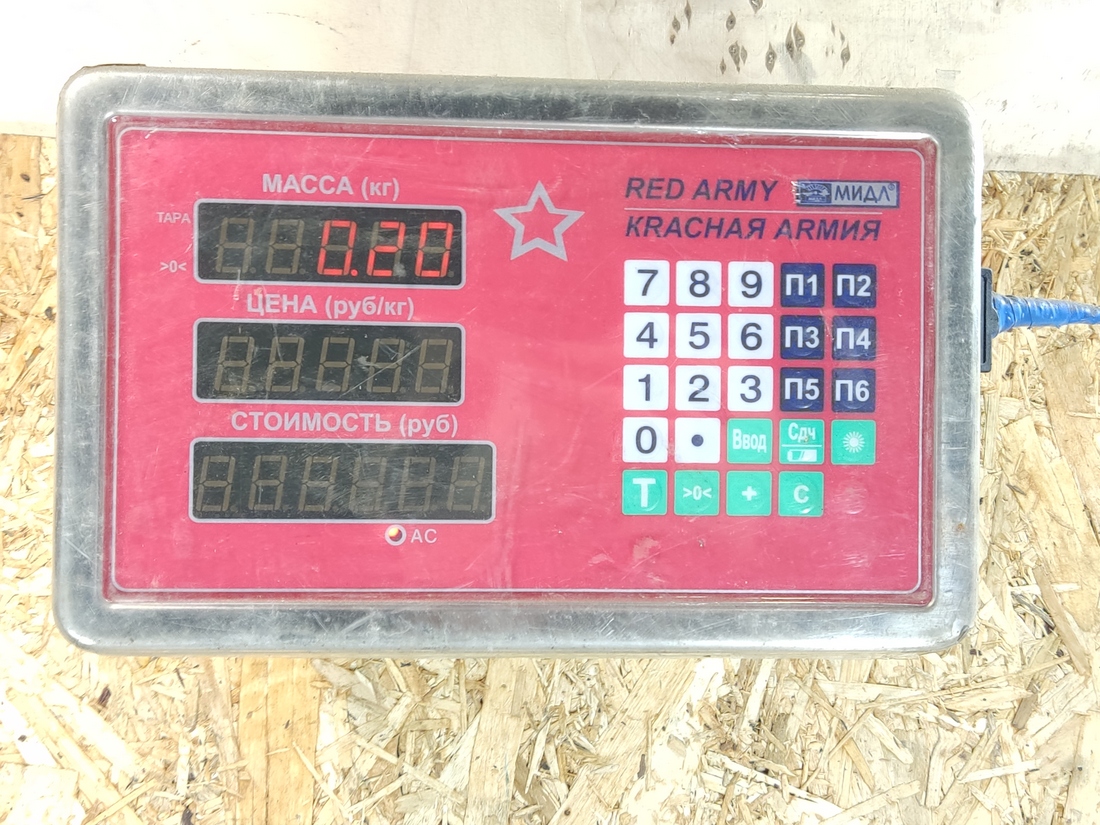 МАССА (кг)
ТАРА
0.20
>0<
ЦЕНА (руб/кг)
СТОИМОСТЬ (руб)
AC
RED ARMY МИДЛ®
КRАСНАЯ АRМИЯ
7 8 9 П1 П2
4 5 6 П3 П4
1 2 3 П5 П6
0 • Ввод Сдч
T >0< + C